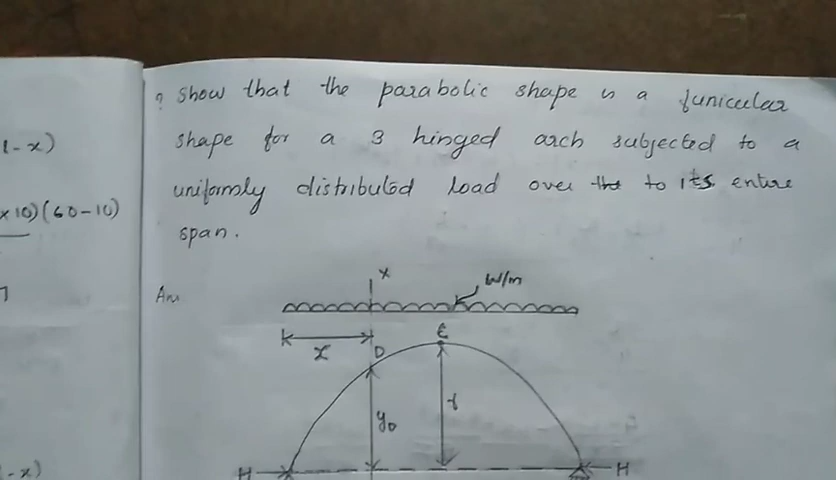 ? Show that the parabolic shape is a funicular
shape for a 3 hinged arch subjected to a
uniformly distributed load over the to its entire
span.
l-x)
x10)(60-10)
Ans
x
W/m
x
D
C
y₀
H
H
-x)